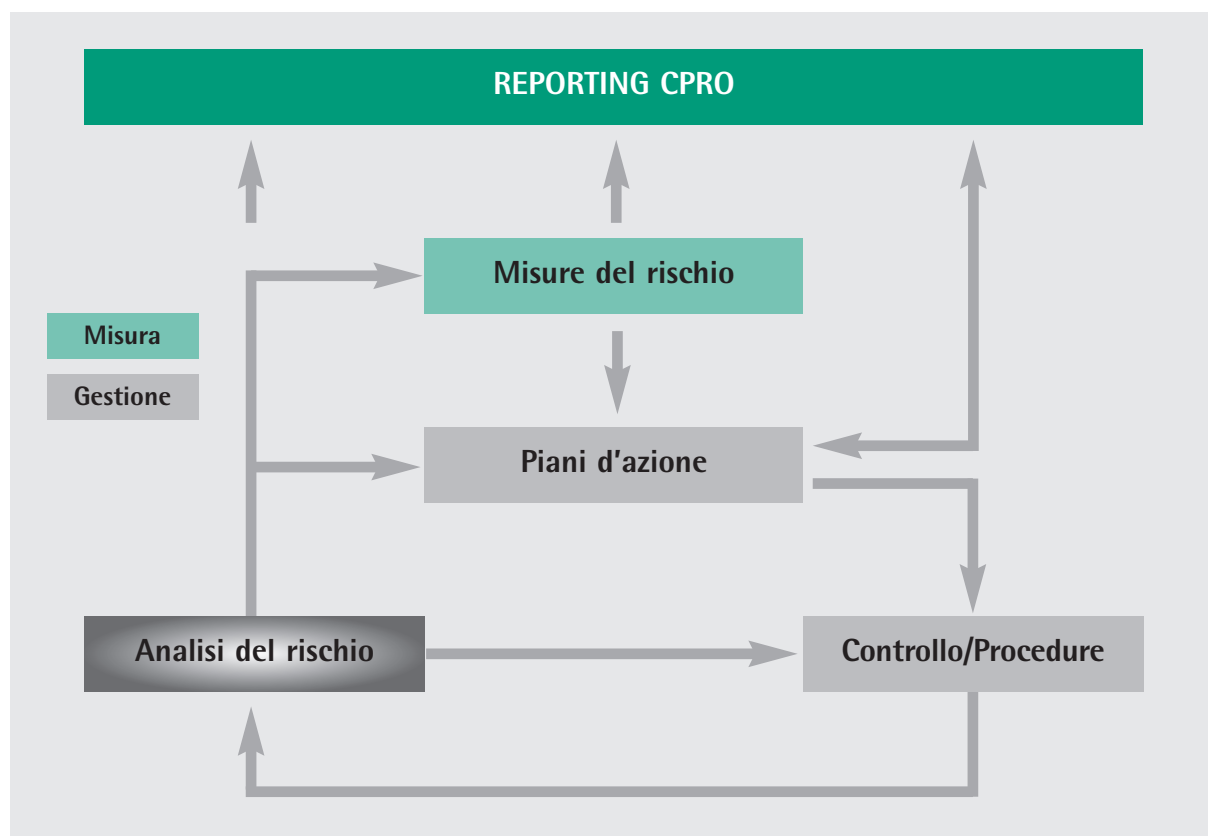 REPORTING CPRO
Misure del rischio
Misura
Gestione
Piani d'azione
Analisi del rischio
Controllo/Procedure